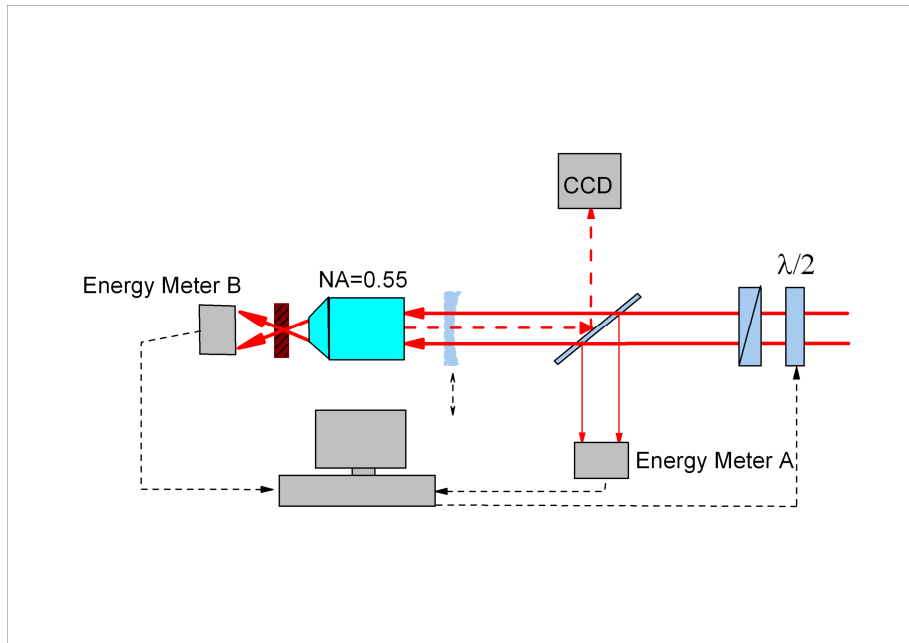 CCD
λ/2
NA=0.55
Energy Meter B
Energy Meter A